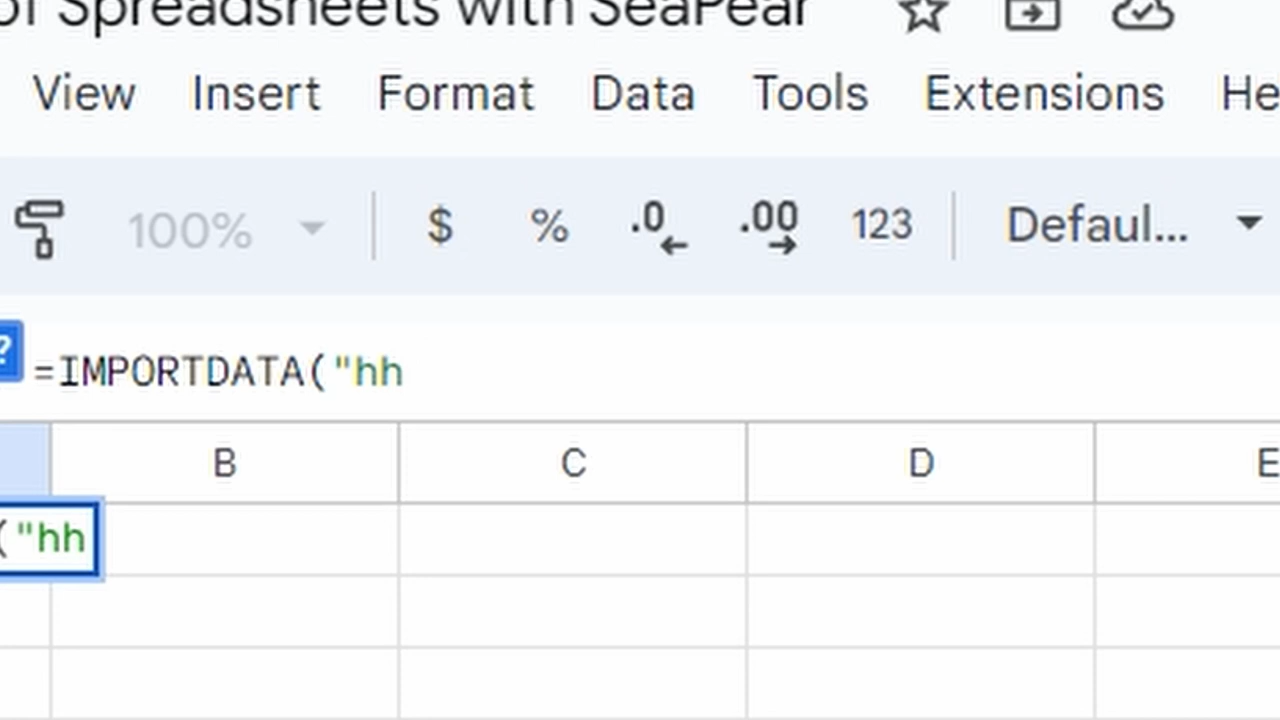 of Spreadsheets with SeaPear
View Insert Format Data Tools Extensions He
100% $ % .0 .00 123 Defaul...
? =IMPORTDATA("hh
B C D E
("hh